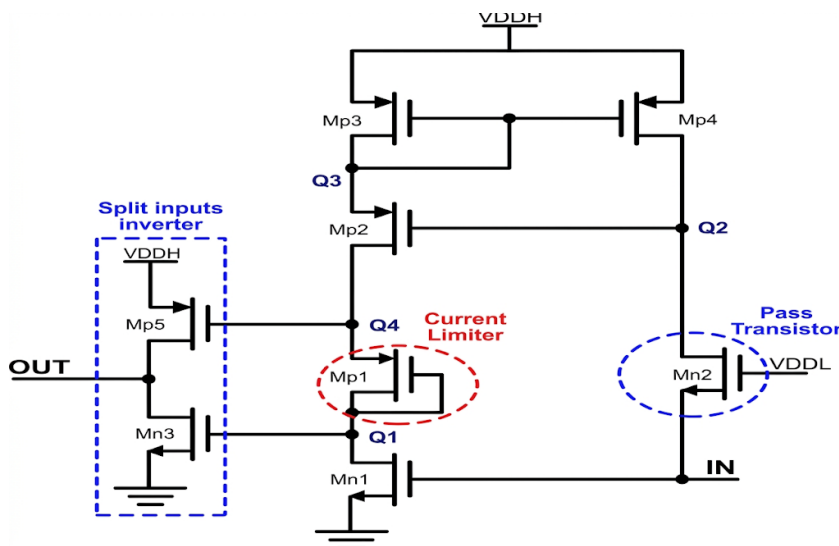 VDDH
Mp3
Mp4
Q3
Split inputs
inverter
Mp2
Q2
VDDH
Mp5
Q4
Current
Limiter
Pass
Transistor
OUT
Mp1
Mn2
VDDL
Mn3
Q1
Mn1
IN